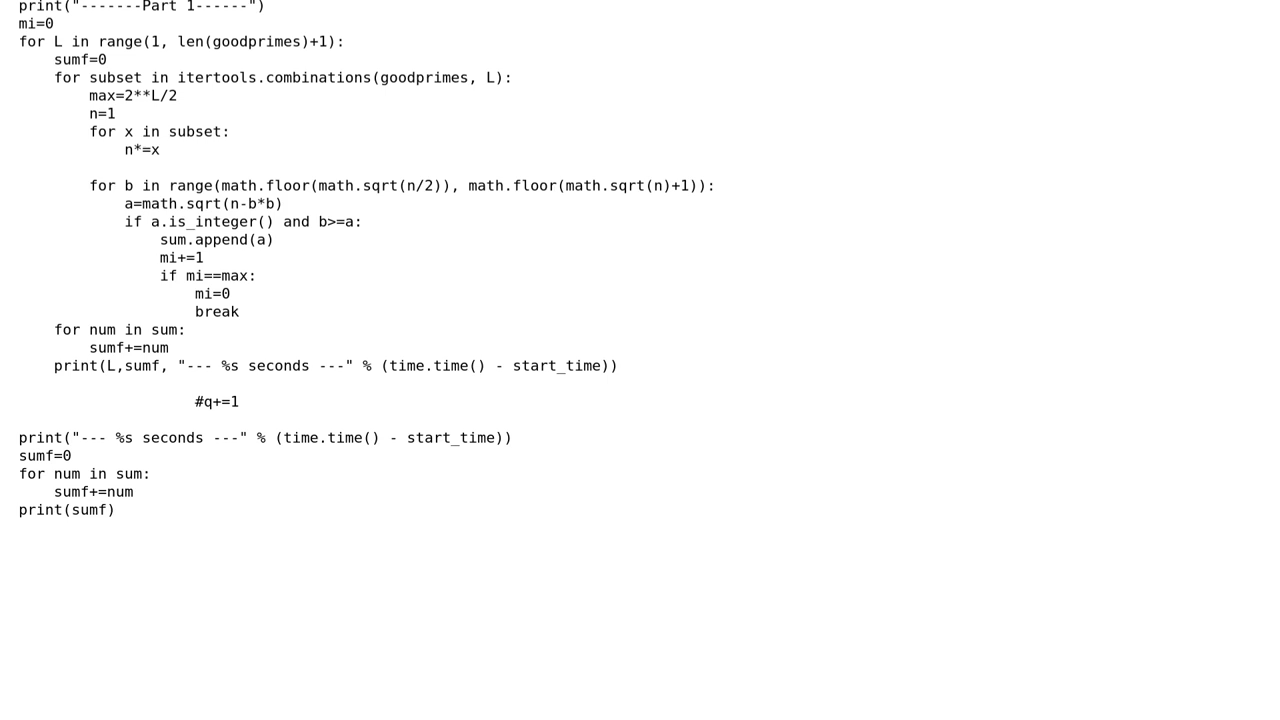 print("-------Part 1------")
mi=0
for L in range(1, len(goodprimes)+1):
    sumf=0
    for subset in itertools.combinations(goodprimes, L):
        max=2**L/2
        n=1
        for x in subset:
            n*=x
        for b in range(math.floor(math.sqrt(n/2)), math.floor(math.sqrt(n)+1)):
            a=math.sqrt(n-b*b)
            if a.is_integer() and b>=a:
                sum.append(a)
                mi+=1
                if mi==max:
                    mi=0
                    break
    for num in sum:
        sumf+=num
    print(L,sumf, "--- %s seconds ---" % (time.time() - start_time))
                    #q+=1
print("--- %s seconds ---" % (time.time() - start_time))
sumf=0
for num in sum:
    sumf+=num
print(sumf)